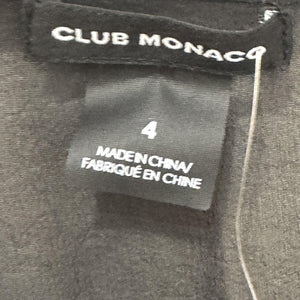 CLUB MONACO
4
MADE IN CHINA/
FABRIQUÉ EN CHINE